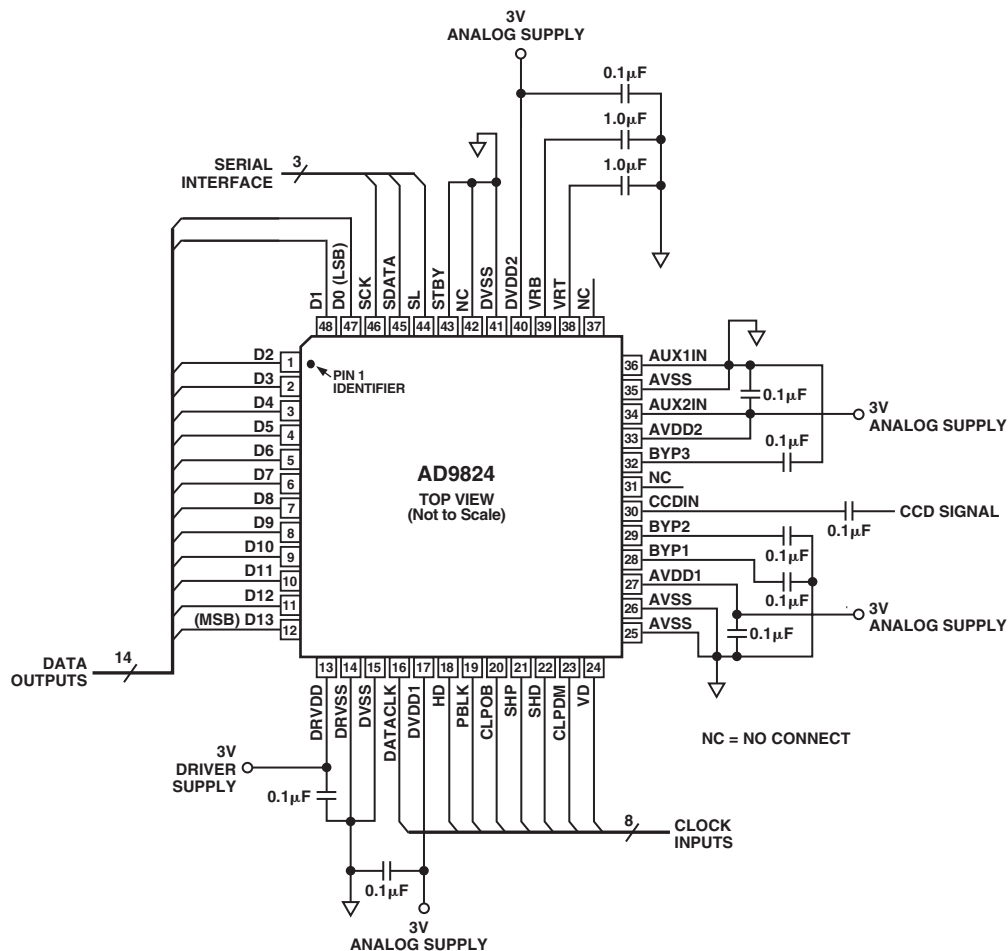 3V
ANALOG SUPPLY
0.1µF
1.0µF
1.0µF
SERIAL
INTERFACE
3
D1
D0 (LSB)
SCK
SDATA
SL
STBY
NC
DVSS
DVDD2
VRB
VRT
NC
48 47 46 45 44 43 42 41 40 39 38 37
D2 1
D3 2
D4 3
D5 4
D6 5
D7 6
D8 7
D9 8
D10 9
D11 10
D12 11
(MSB) D13 12
PIN 1
IDENTIFIER
AD9824
TOP VIEW
(Not to Scale)
36 AUX1IN
35 AVSS
34 AUX2IN
33 AVDD2
32 BYP3
31 NC
30 CCDIN
29 BYP2
28 BYP1
27 AVDD1
26 AVSS
25 AVSS
0.1µF
3V
ANALOG SUPPLY
0.1µF
0.1µF
CCD SIGNAL
0.1µF
0.1µF
3V
ANALOG SUPPLY
0.1µF
DATA
OUTPUTS
14
13 14 15 16 17 18 19 20 21 22 23 24
DRVDD
DRVSS
DVSS
DATACLK
DVDD1
HD
PBLK
CLPOB
SHP
SHD
CLPDM
VD
NC = NO CONNECT
3V
DRIVER
SUPPLY
0.1µF
8
CLOCK
INPUTS
0.1µF
3V
ANALOG SUPPLY